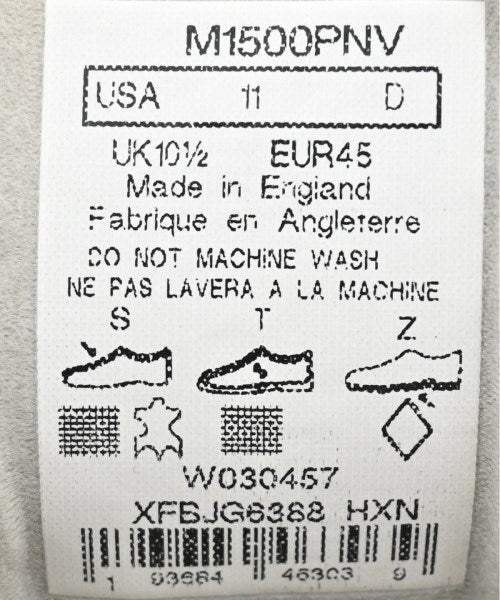 M1500PNV
USA 11 D
UK10½ EUR45
Made in England
Fabrique en Angleterre
DO NOT MACHINE WASH
NE PAS LAVERA A LA MACHINE
S T Z
W030457
XFBJG6388 HXN
1 93684 46303 9